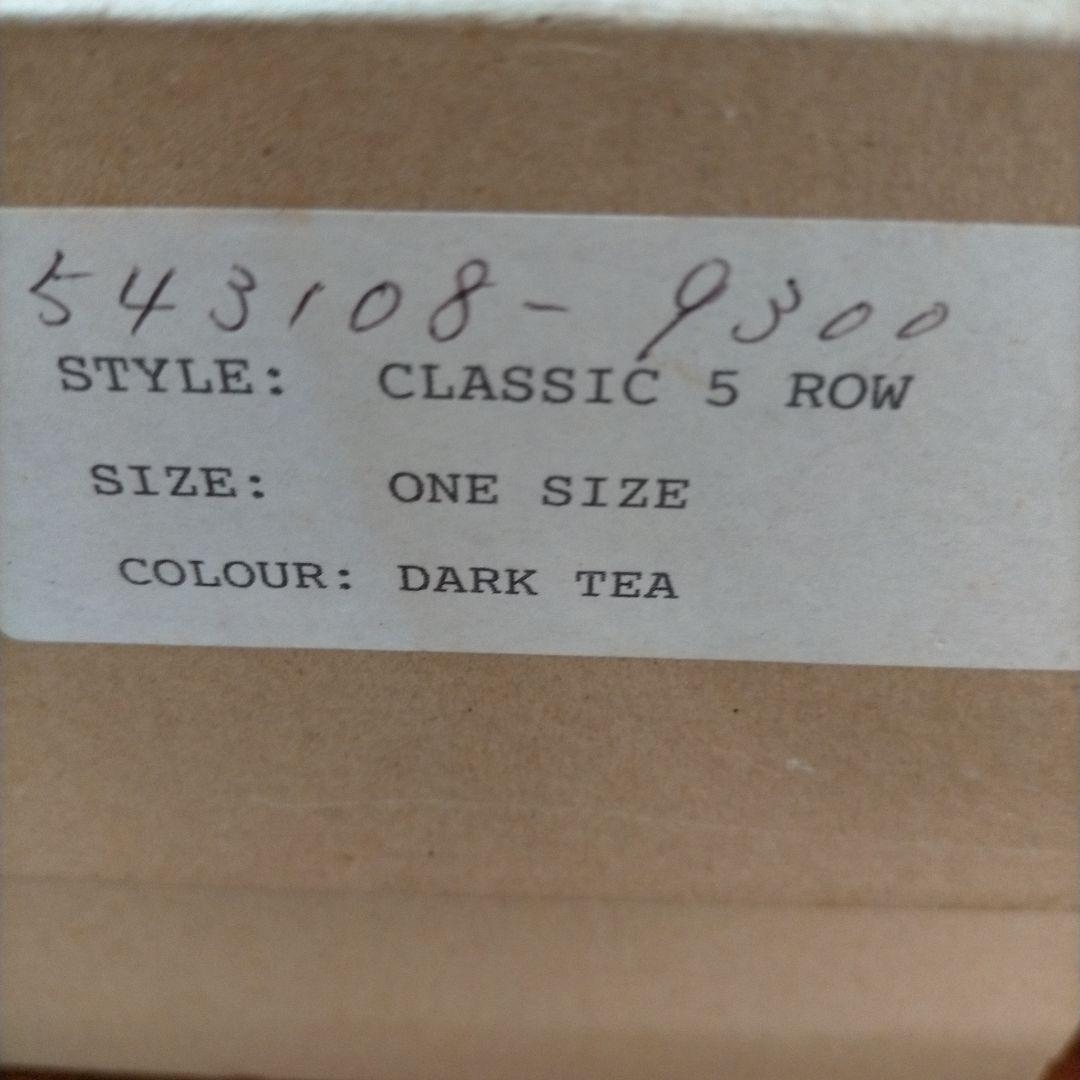 543108- 9300
STYLE: CLASSIC 5 ROW
SIZE: ONE SIZE
COLOUR: DARK TEA